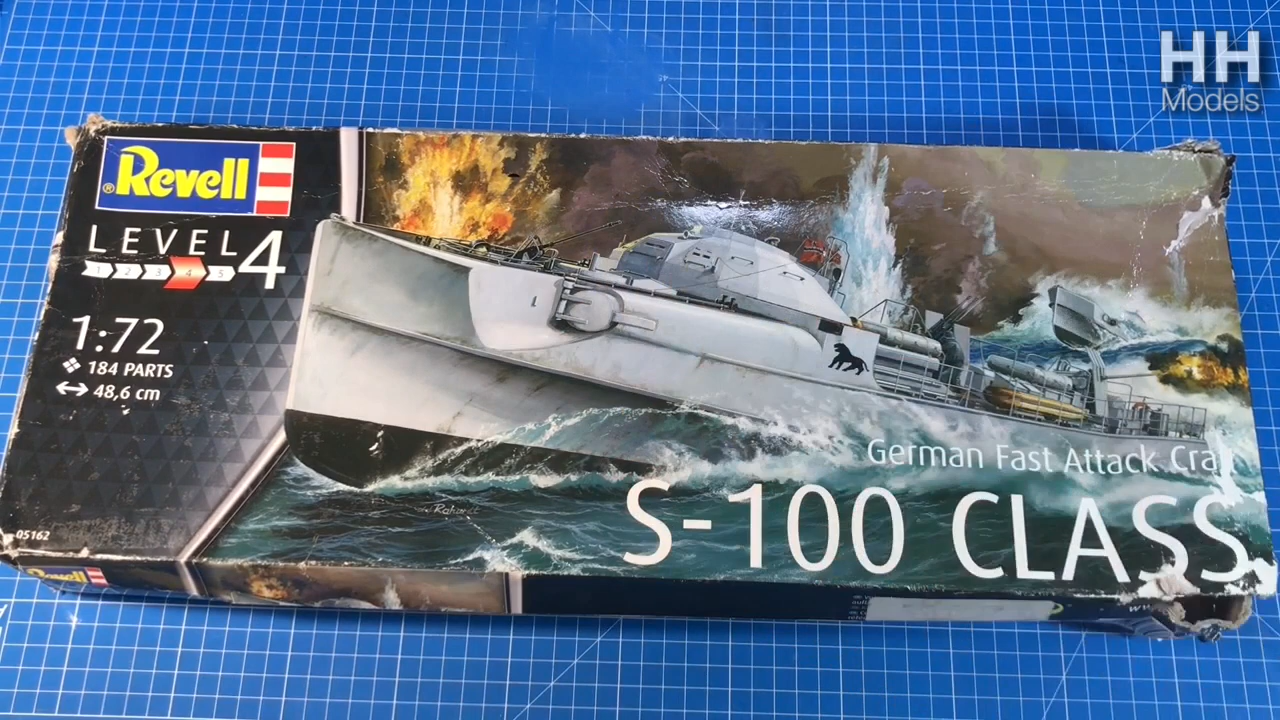 HH
Models
® Revell
LEVEL 4
1 2 3 4 5
1:72
184 PARTS
48,6 cm
German Fast Attack Cra
S-100 CLASS
05162
Revell